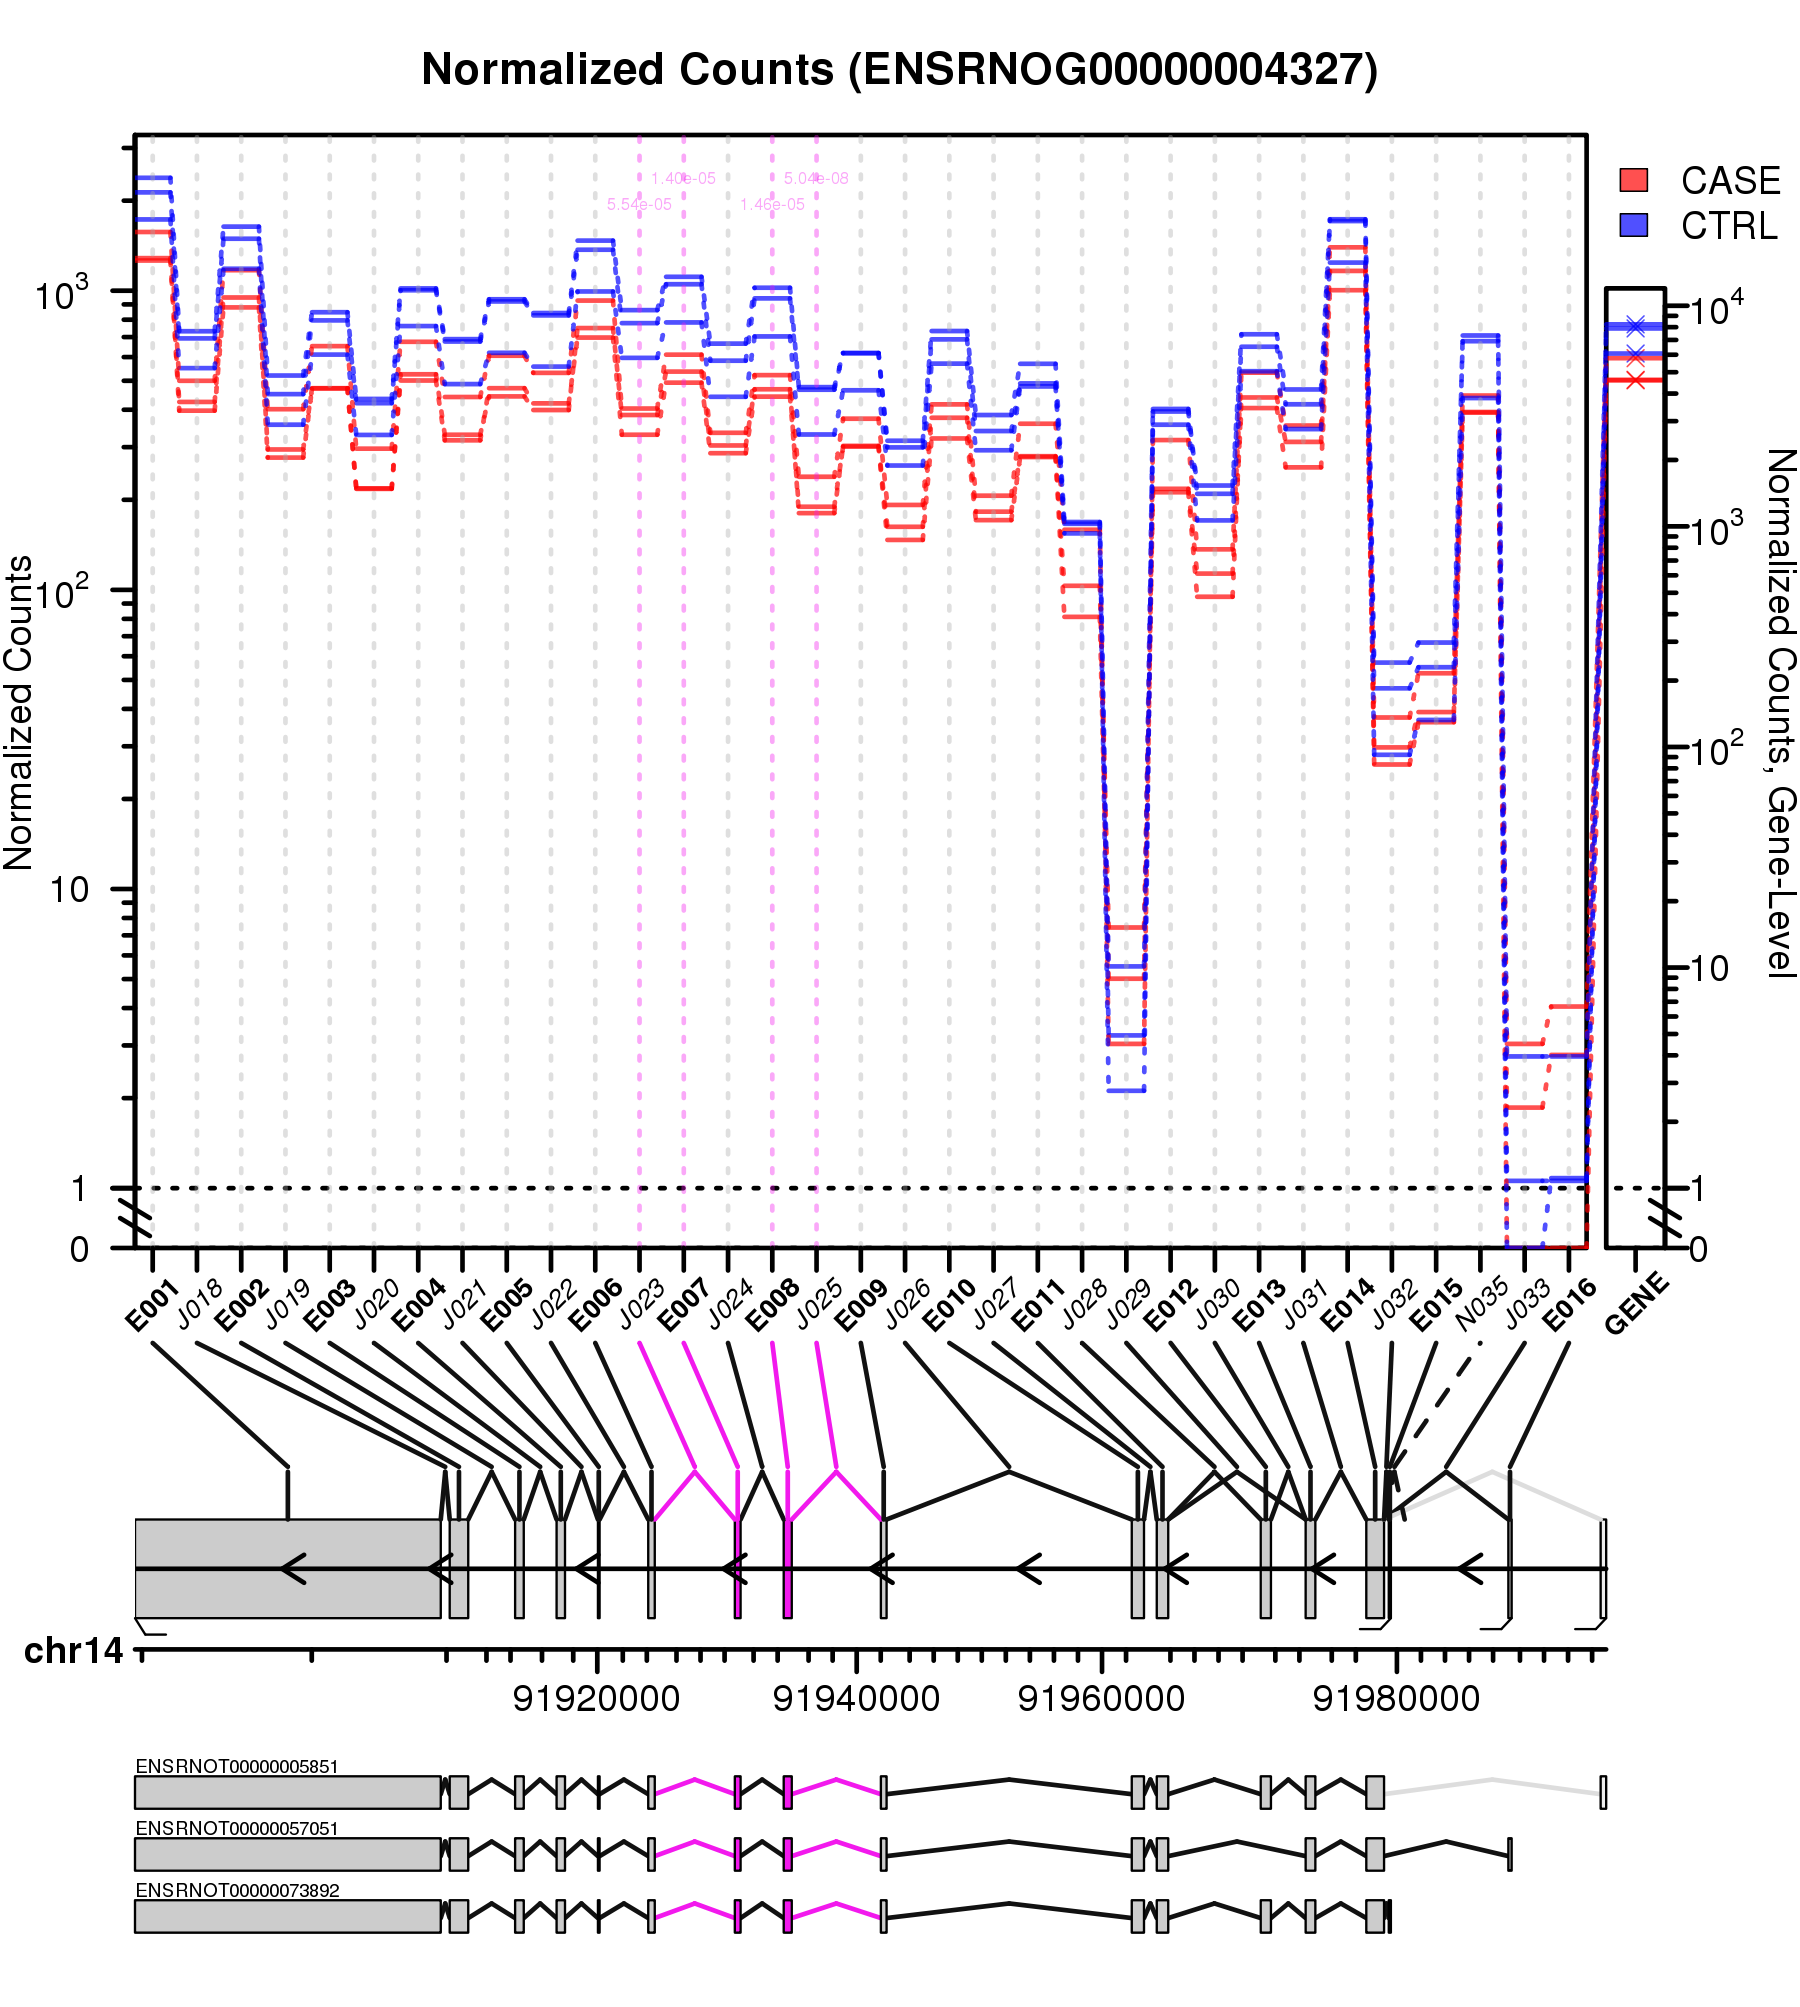 Normalized Counts (ENSRNOG00000004327)
CASE
CTRL
1.40e-05
5.04e-08
5.54e-05
1.46e-05
Normalized Counts
10³
10²
10
1
0
10⁴
10³
10²
10
1
0
Normalized Counts, Gene-Level
E001 J018 E002 J019 E003 J020 E004 J021 E005 J022 E006 J023 E007 J024 E008 J025 E009 J026 E010 J027 E011 J028 J029 E012 J030 E013 J031 E014 J032 E015 N035 J033 E016 GENE
chr14
91920000 91940000 91960000 91980000
ENSRNOT00000005851
ENSRNOT00000057051
ENSRNOT00000073892